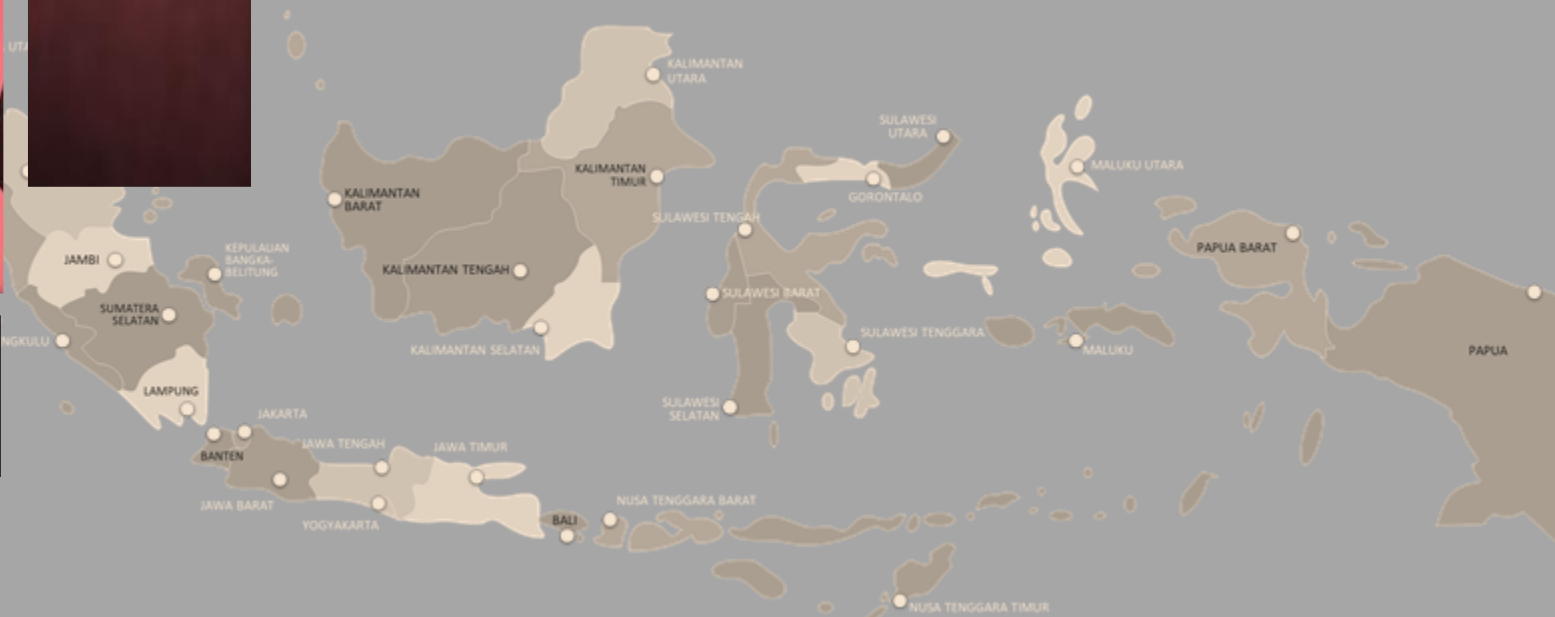 UTA
KALIMANTAN
UTARA
SULAWESI
UTARA
MALUKU UTARA
KALIMANTAN
TIMUR
KALIMANTAN
BARAT
GORONTALO
SULAWESI TENGAH
KEPULAUAN
BANGKA-
BELITUNG
PAPUA BARAT
JAMBI
KALIMANTAN TENGAH
SULAWESI BARAT
SUMATERA
SELATAN
SULAWESI TENGGARA
NGKULU
KALIMANTAN SELATAN
MALUKU
PAPUA
LAMPUNG
SULAWESI
SELATAN
JAKARTA
JAWA TENGAH
JAWA TIMUR
BANTEN
JAWA BARAT
YOGYAKARTA
NUSA TENGGARA BARAT
BALI
NUSA TENGGARA TIMUR